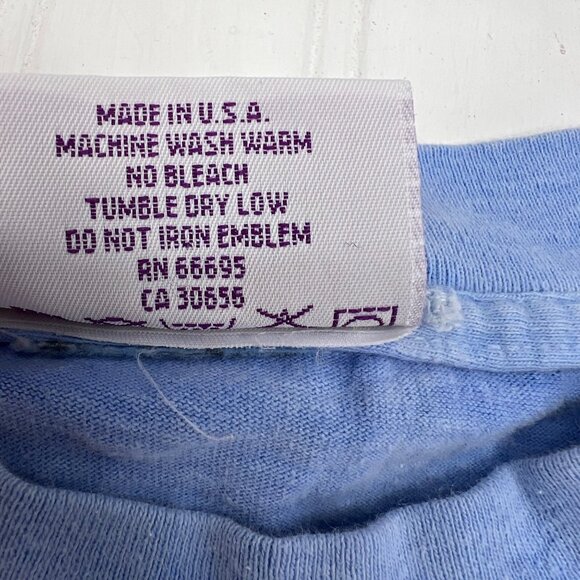 MADE IN U.S.A.
MACHINE WASH WARM
NO BLEACH
TUMBLE DRY LOW
DO NOT IRON EMBLEM
RN 66695
CA 30656